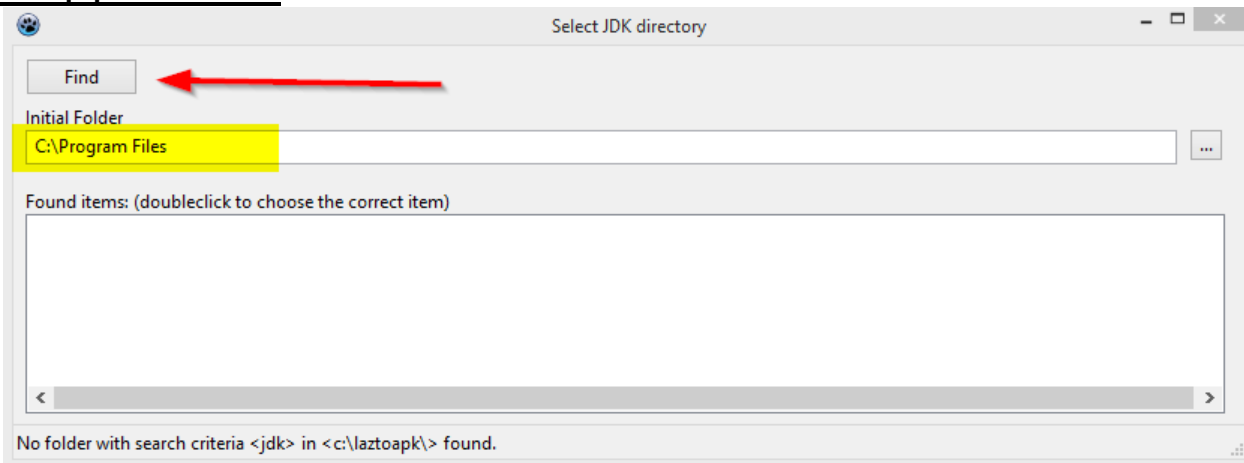 Select JDK directory
Find
Initial Folder
C:\Program Files
...
Found items: (doubleclick to choose the correct item)
No folder with search criteria <jdk> in <c:\laztoapk\> found.